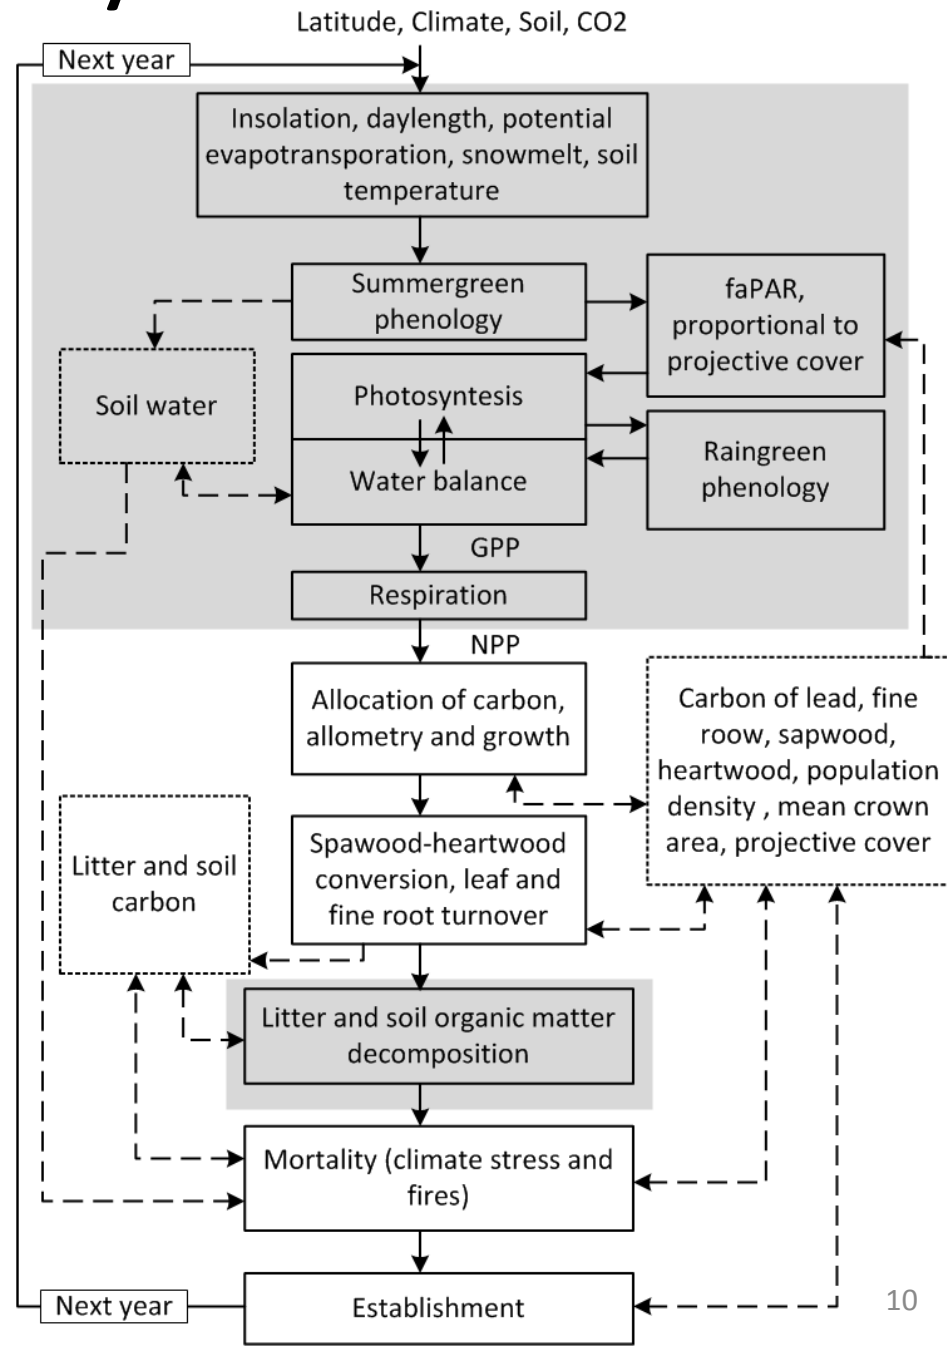 Latitude, Climate, Soil, CO2
Next year
Insolation, daylength, potential
evapotransporation, snowmelt, soil
temperature
Summergreen
phenology
faPAR,
proportional to
projective cover
Soil water
Photosyntesis
Water balance
Raingreen
phenology
GPP
Respiration
NPP
Allocation of carbon,
allometry and growth
Carbon of lead, fine
roow, sapwood,
heartwood, population
density , mean crown
area, projective cover
Spawood-heartwood
conversion, leaf and
fine root turnover
Litter and soil
carbon
Litter and soil organic matter
decomposition
Mortality (climate stress and
fires)
Next year
Establishment
10